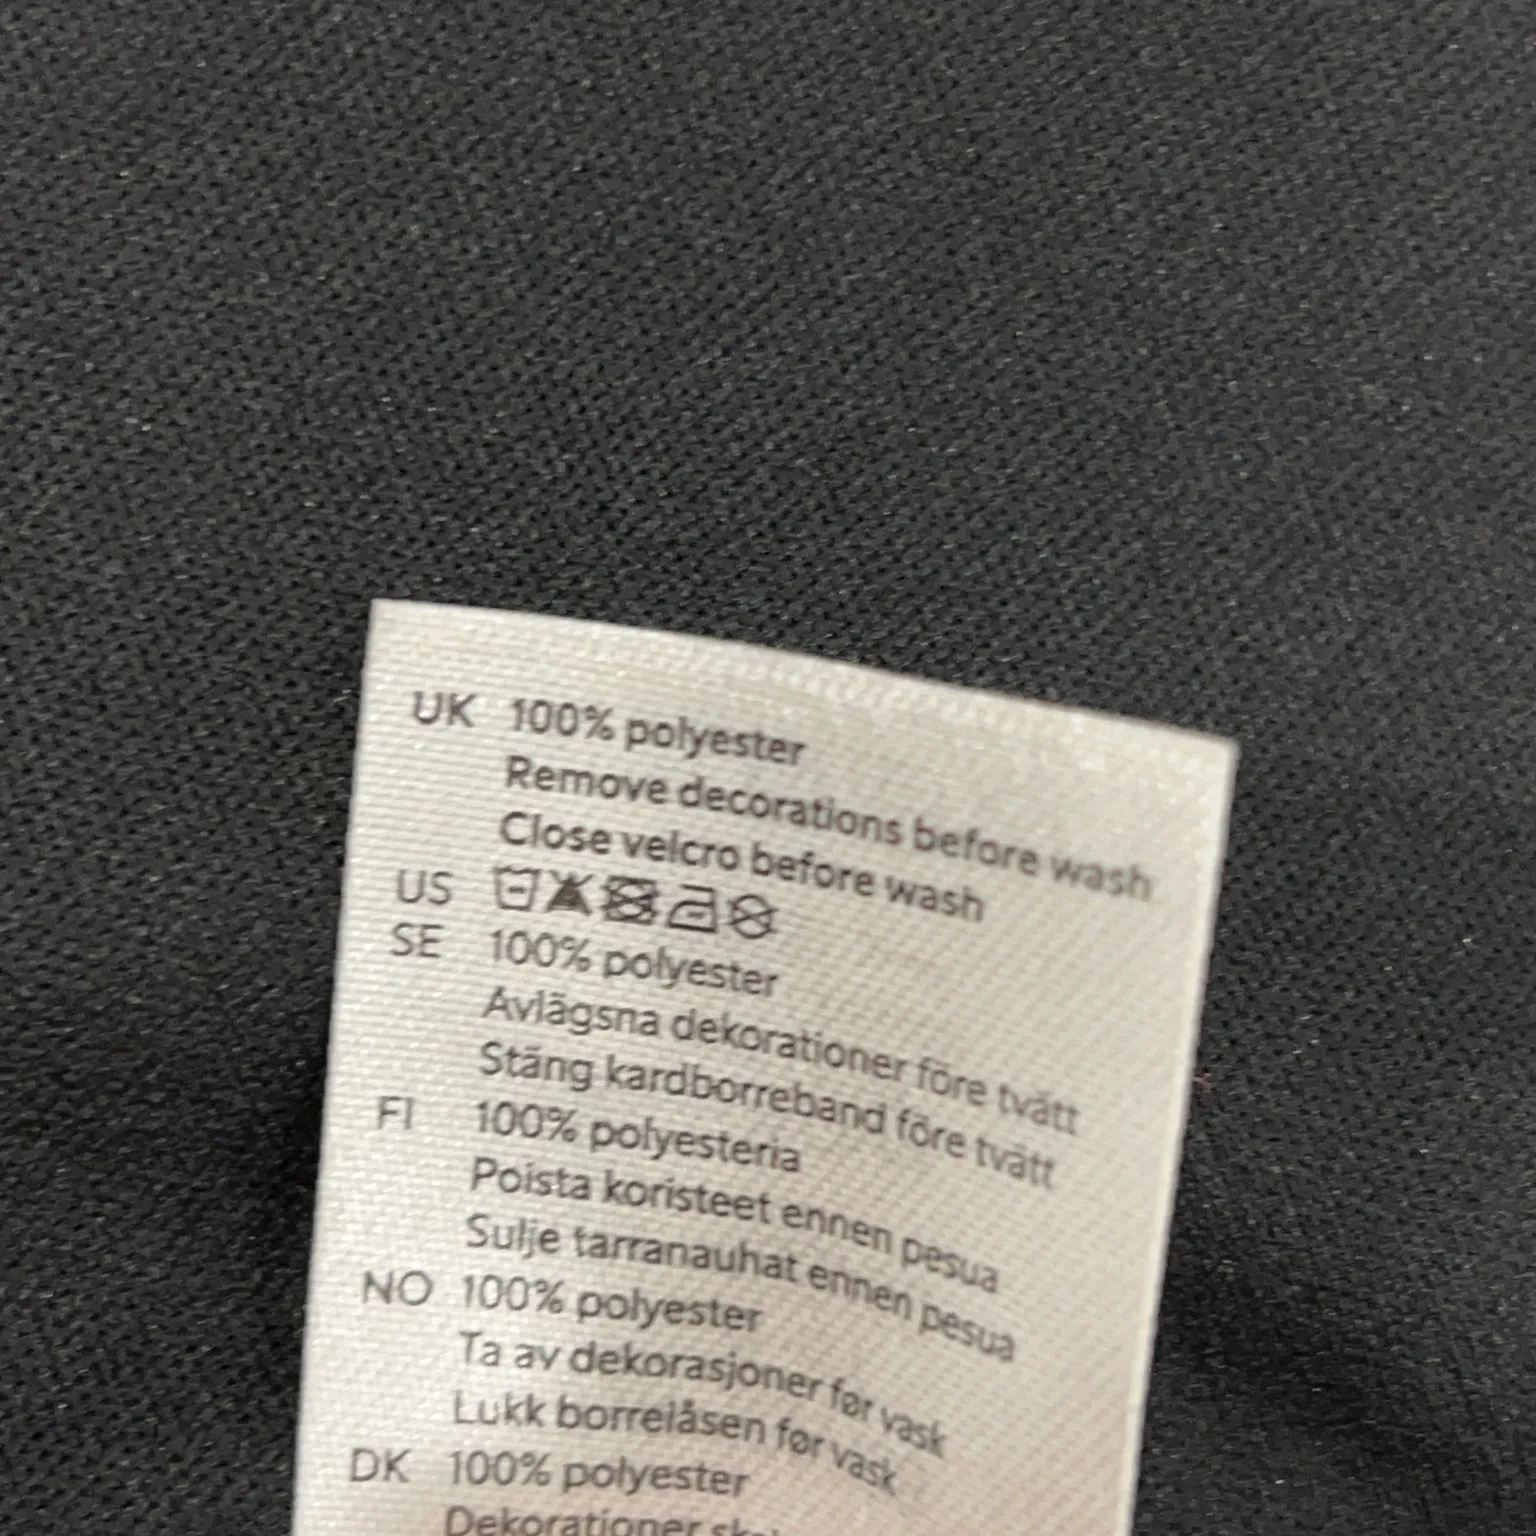 UK 100% polyester
Remove decorations before wash
Close velcro before wash
US
SE 100% polyester
Avlägsna dekorationer före tvätt
Stäng kardborreband före tvätt
FI 100% polyesteria
Poista koristeet ennen pesua
Sulje tarranauhat ennen pesua
NO 100% polyester
Ta av dekorasjoner før vask
Lukk borrelåsen før vask
DK 100% polyester
Dekorationer